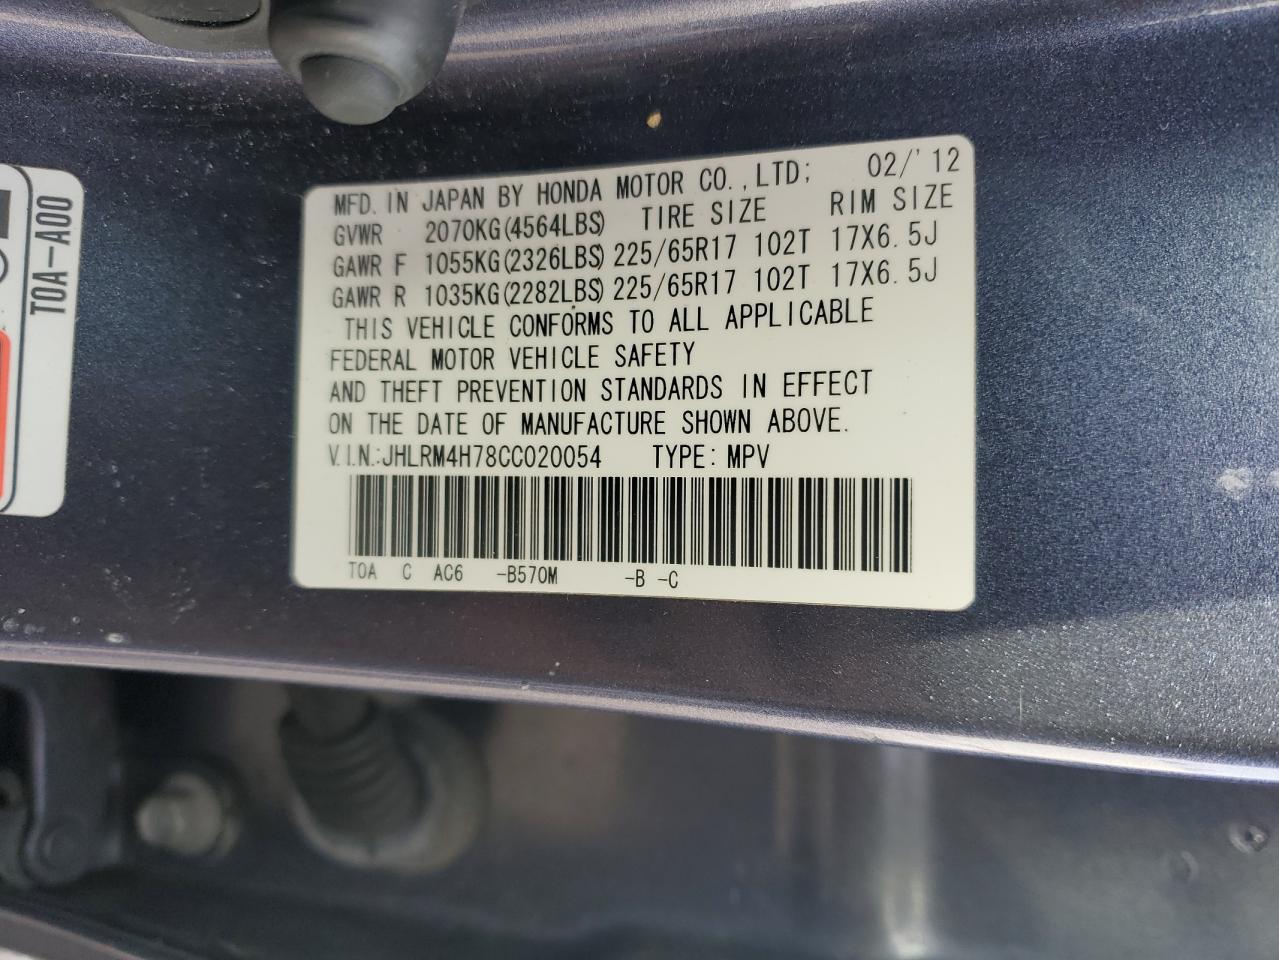 MFD. IN JAPAN BY HONDA MOTOR CO., LTD; 02/'12
GVWR 2070KG(4564LBS) TIRE SIZE RIM SIZE
GAWR F 1055KG(2326LBS) 225/65R17 102T 17X6.5J
GAWR R 1035KG(2282LBS) 225/65R17 102T 17X6.5J
THIS VEHICLE CONFORMS TO ALL APPLICABLE
FEDERAL MOTOR VEHICLE SAFETY
AND THEFT PREVENTION STANDARDS IN EFFECT
ON THE DATE OF MANUFACTURE SHOWN ABOVE.
V.I.N.:JHLRM4H78CC020054 TYPE: MPV
T0A C AC6 -B570M -B -C
T0A-A00